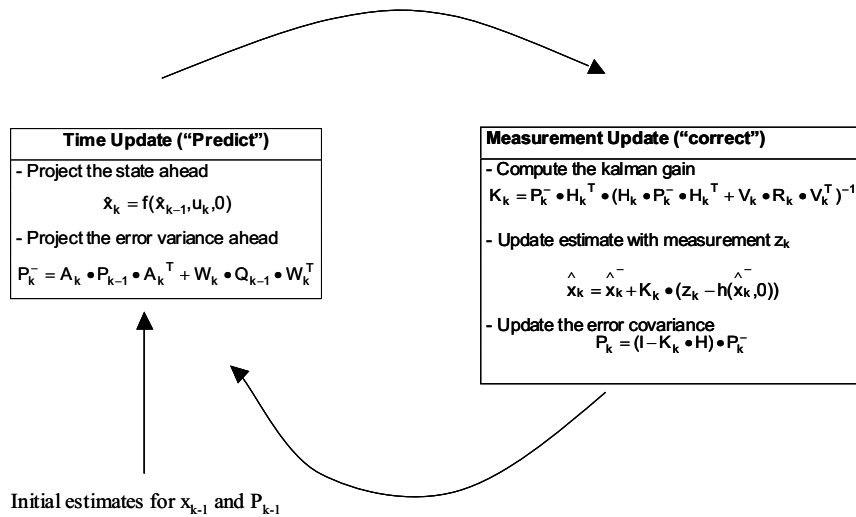 Time Update (“Predict”)
- Project the state ahead
x̂ₖ = f(x̂ₖ₋₁,uₖ,0)
- Project the error variance ahead
Pₖ⁻ = Aₖ • Pₖ₋₁ • Aₖᵀ + Wₖ • Qₖ₋₁ • Wₖᵀ
Measurement Update (“correct”)
- Compute the kalman gain
Kₖ = Pₖ⁻ • Hₖᵀ • (Hₖ • Pₖ⁻ • Hₖᵀ + Vₖ • Rₖ • Vₖᵀ)⁻¹
- Update estimate with measurement zₖ
x̂ₖ = x̂ₖ⁻ + Kₖ • (zₖ – h(x̂ₖ⁻,0))
- Update the error covariance
Pₖ = (I – Kₖ • H) • Pₖ⁻
Initial estimates for xₖ₋₁ and Pₖ₋₁